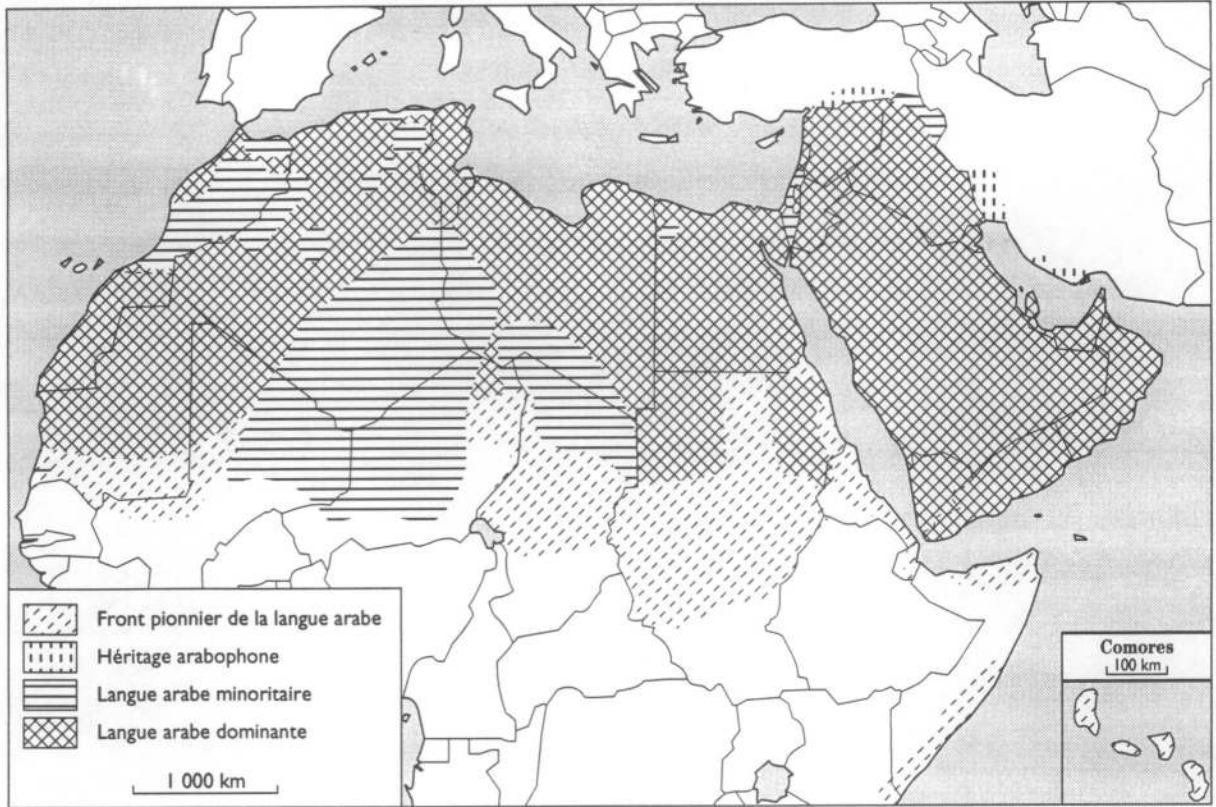 Front pionnier de la langue arabe
Héritage arabophone
Langue arabe minoritaire
Langue arabe dominante
1 000 km
Comores
100 km